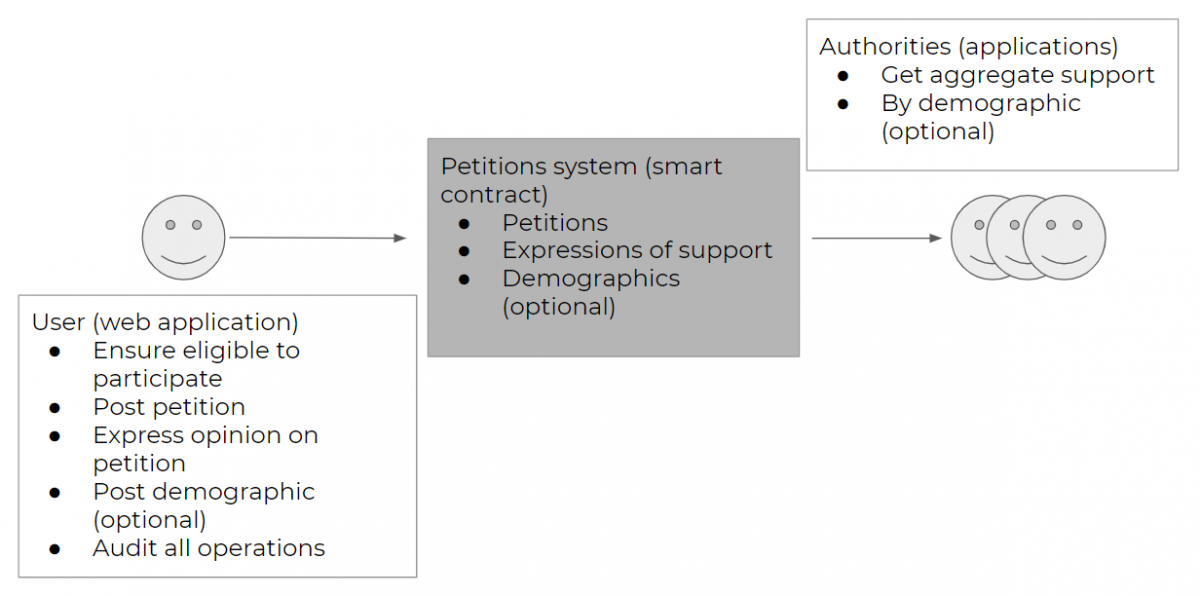 User (web application)
● Ensure eligible to
participate
● Post petition
● Express opinion on
petition
● Post demographic
(optional)
● Audit all operations
Petitions system (smart
contract)
● Petitions
● Expressions of support
● Demographics
(optional)
Authorities (applications)
● Get aggregate support
● By demographic
(optional)